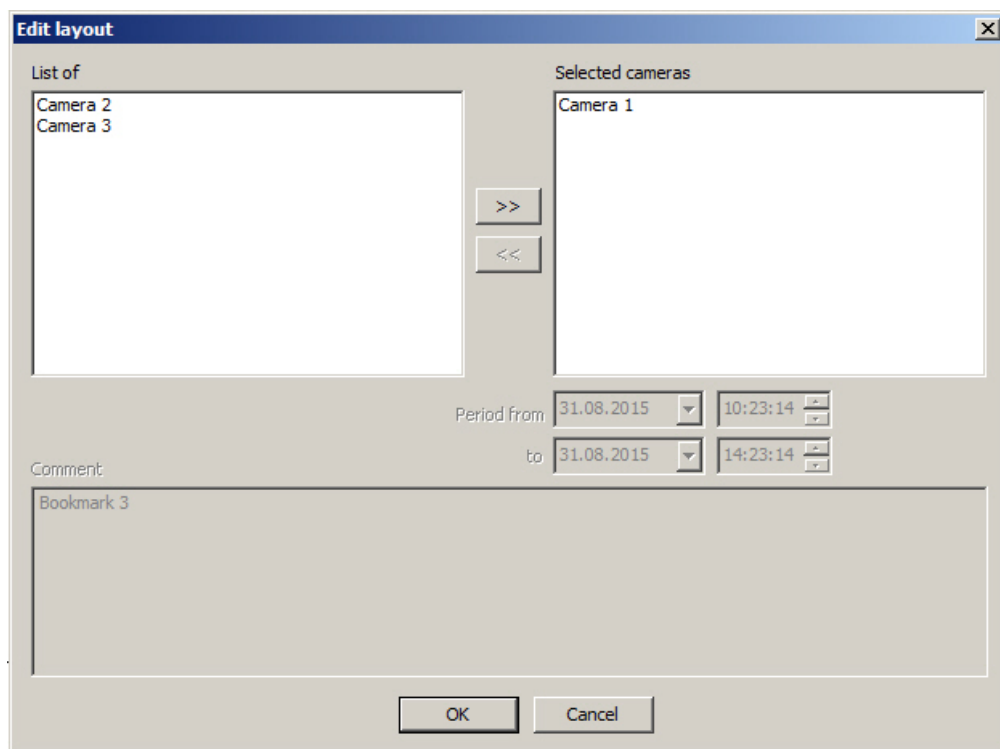 Edit layout
List of
Selected cameras
Camera 2
Camera 3
Camera 1
>>
<<
Period from 31.08.2015 10:23:14
to 31.08.2015 14:23:14
Comment
Bookmark 3
OK
Cancel